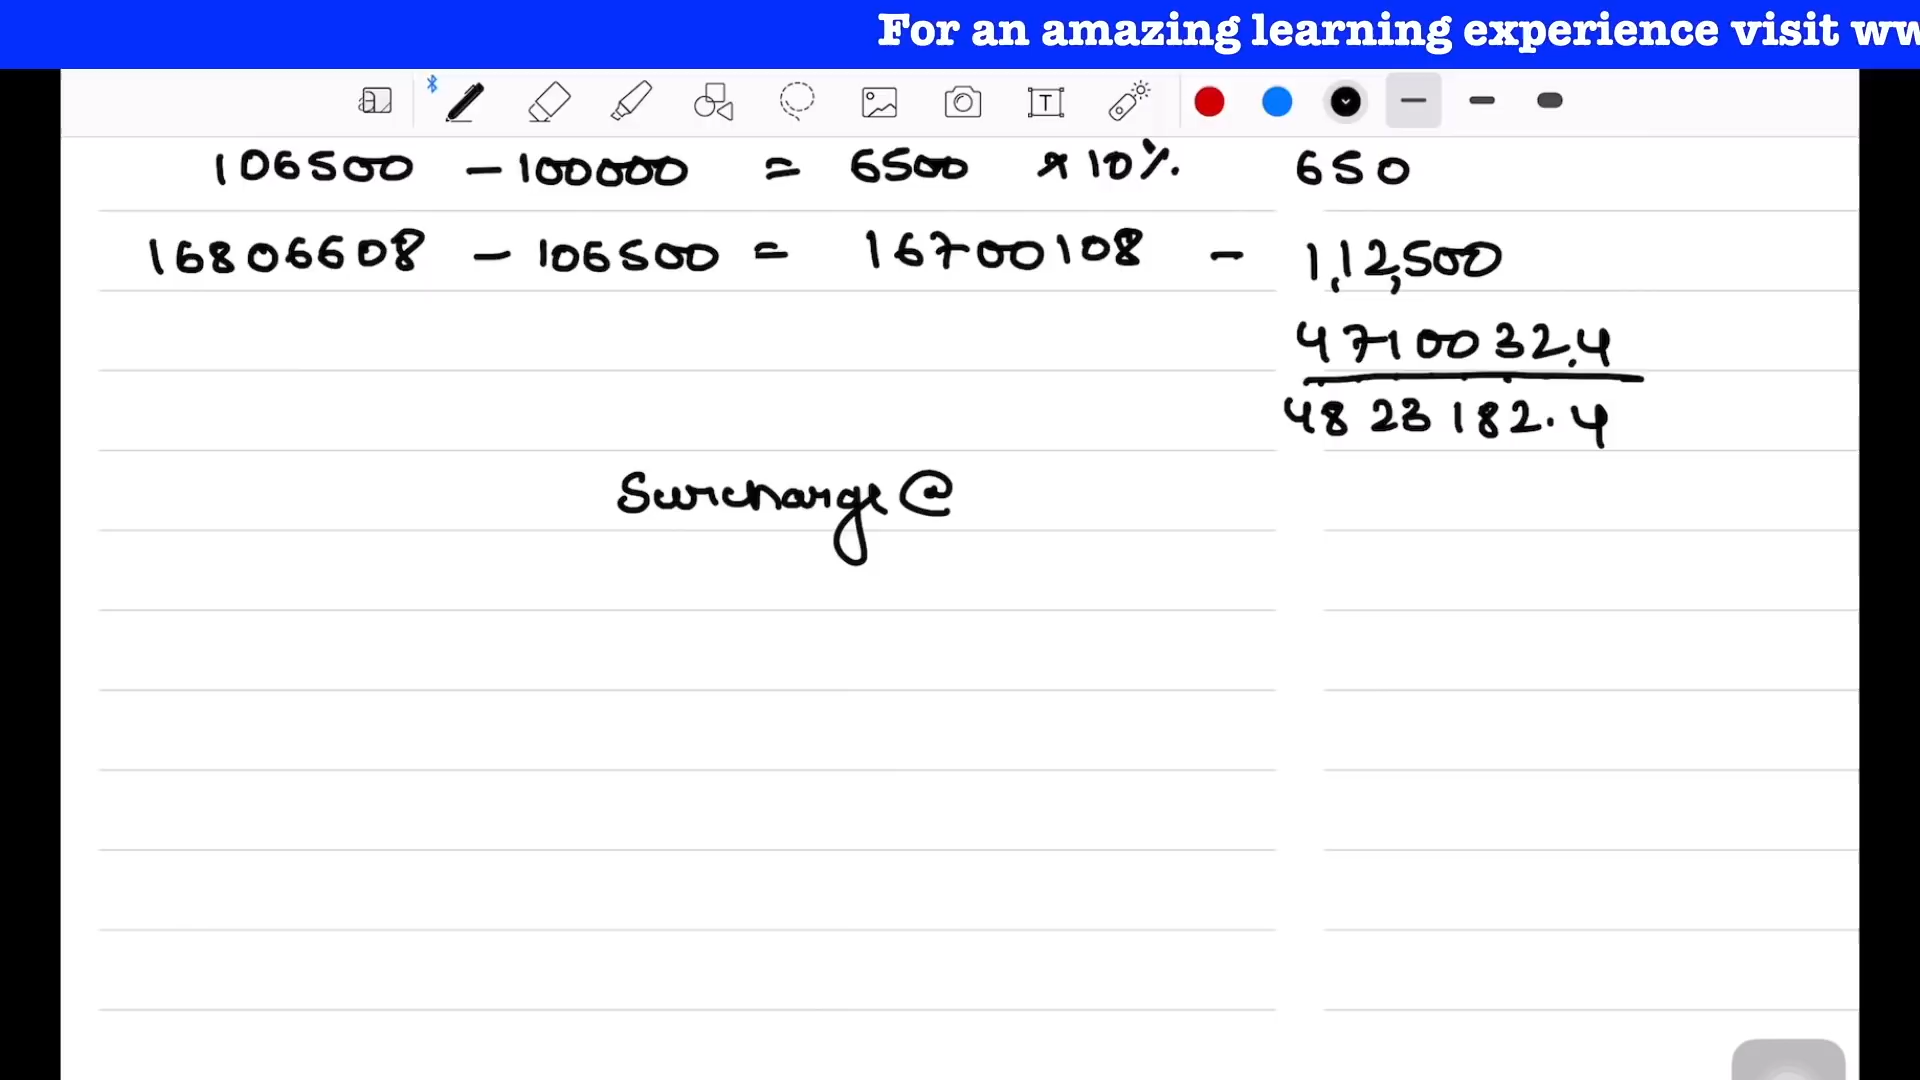 For an amazing learning experience visit ww
T
106500 - 100000 = 6500 × 10% 650
16806608 - 106500 = 16700108 - 1,12,500
4710032.4
4823182.4
Surcharge @